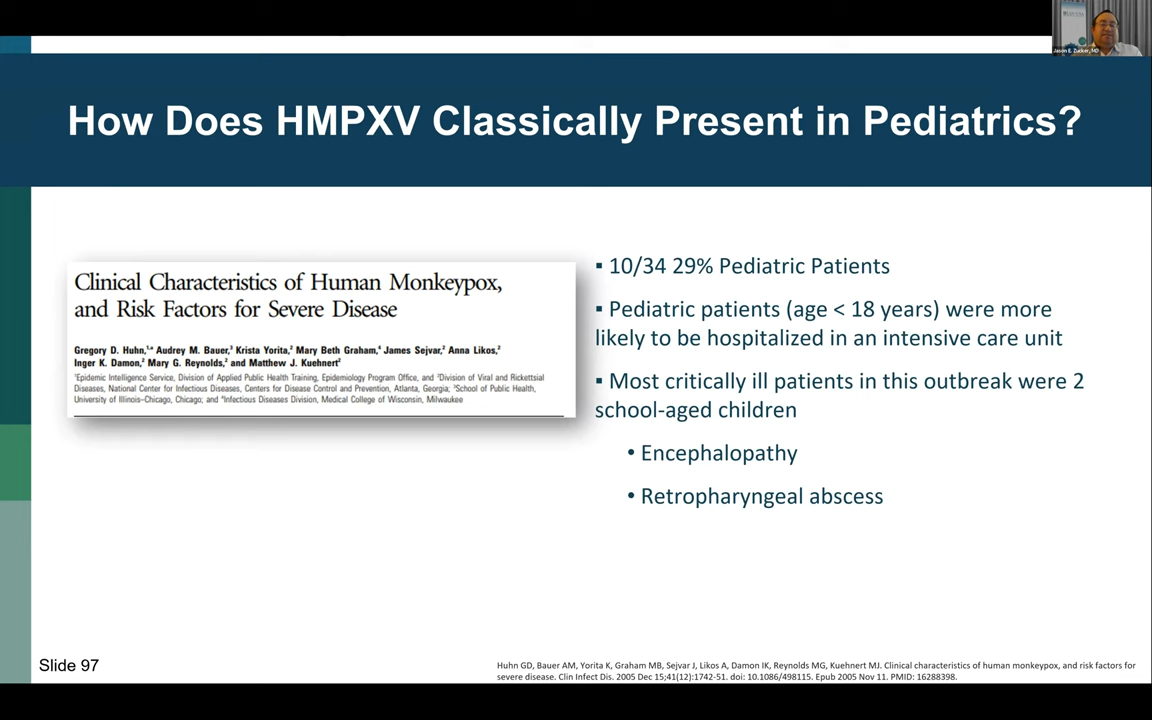 Jason E. Zucker, MD
How Does HMPXV Classically Present in Pediatrics?
Clinical Characteristics of Human Monkeypox,
and Risk Factors for Severe Disease
Gregory D. Huhn,1,a Audrey M. Bauer,3 Krista Yorita,2 Mary Beth Graham,4 James Sejvar,2 Anna Likos,2
Inger K. Damon,2 Mary G. Reynolds,2 and Matthew J. Kuehnert2
1Epidemic Intelligence Service, Division of Applied Public Health Training, Epidemiology Program Office, and 2Division of Viral and Rickettsial
Diseases, National Center for Infectious Diseases, Centers for Disease Control and Prevention, Atlanta, Georgia; 3School of Public Health,
University of Illinois–Chicago, Chicago; and 4Infectious Diseases Division, Medical College of Wisconsin, Milwaukee
▪ 10/34 29% Pediatric Patients
▪ Pediatric patients (age < 18 years) were more
likely to be hospitalized in an intensive care unit
▪ Most critically ill patients in this outbreak were 2
school-aged children
• Encephalopathy
• Retropharyngeal abscess
Slide 97
Huhn GD, Bauer AM, Yorita K, Graham MB, Sejvar J, Likos A, Damon IK, Reynolds MG, Kuehnert MJ. Clinical characteristics of human monkeypox, and risk factors for
severe disease. Clin Infect Dis. 2005 Dec 15;41(12):1742-51. doi: 10.1086/498115. Epub 2005 Nov 11. PMID: 16288398.